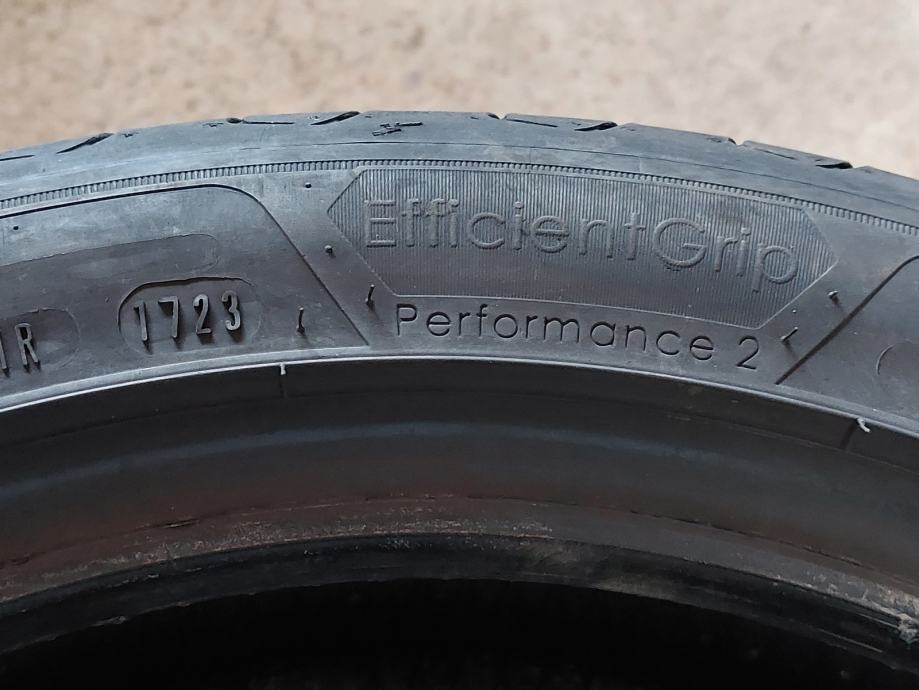 EfficientGrip
1723
Performance 2